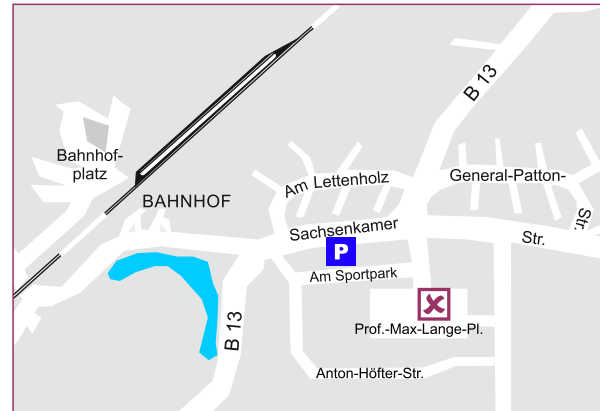 B 13
Bahnhof-
platz
Am Lettenholz
General-Patton-
Str.
BAHNHOF
Sachsenkamer
Str.
P
Am Sportpark
Prof.-Max-Lange-Pl.
B 13
Anton-Höfter-Str.